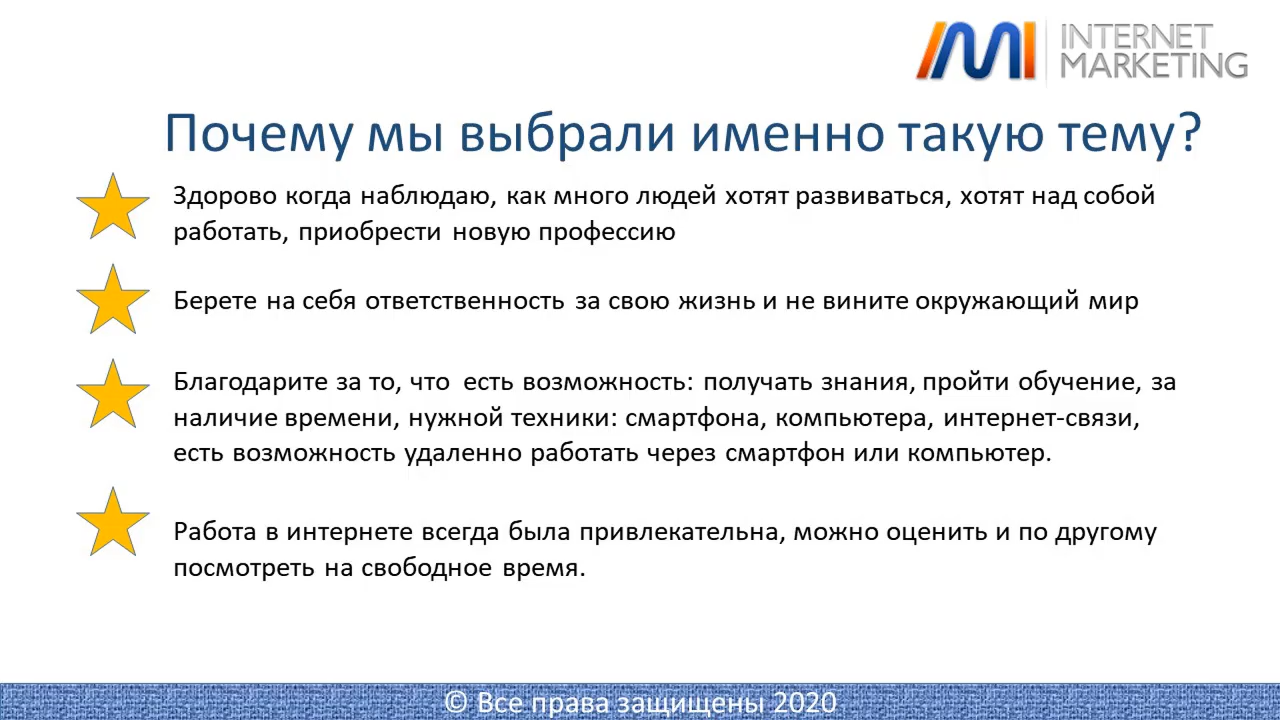 INTERNET
MARKETING
Почему мы выбрали именно такую тему?
Здорово когда наблюдаю, как много людей хотят развиваться, хотят над собой
работать, приобрести новую профессию
Берете на себя ответственность за свою жизнь и не вините окружающий мир
Благодарите за то, что есть возможность: получать знания, пройти обучение, за
наличие времени, нужной техники: смартфона, компьютера, интернет-связи,
есть возможность удаленно работать через смартфон или компьютер.
Работа в интернете всегда была привлекательна, можно оценить и по другому
посмотреть на свободное время.
© Все права защищены 2020